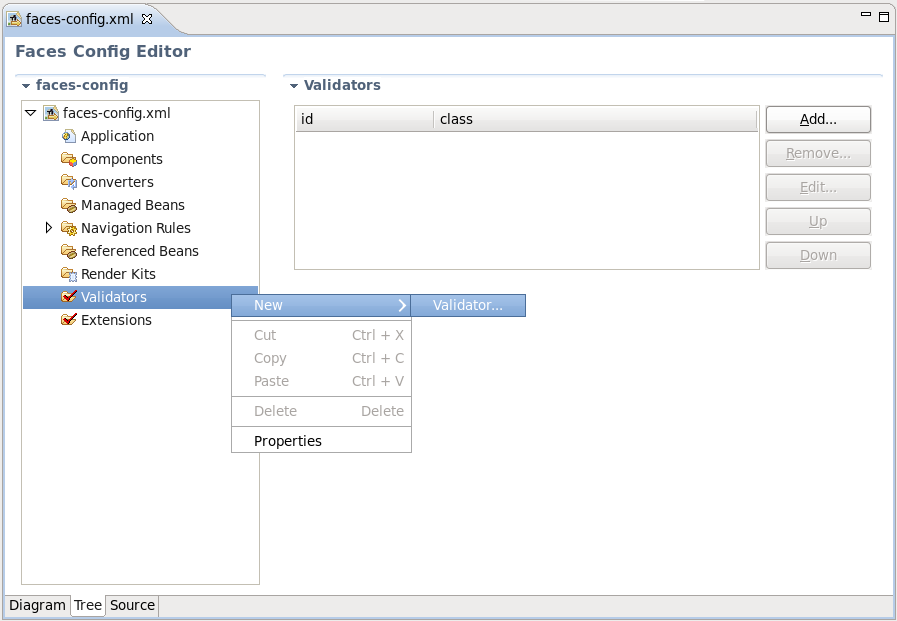 faces-config.xml
Faces Config Editor
faces-config
faces-config.xml
Application
Components
Converters
Managed Beans
Navigation Rules
Referenced Beans
Render Kits
Validators
Extensions
Validators
id class
Add...
Remove...
Edit...
Up
Down
New
Validator...
Cut Ctrl + X
Copy Ctrl + C
Paste Ctrl + V
Delete Delete
Properties
Diagram Tree Source